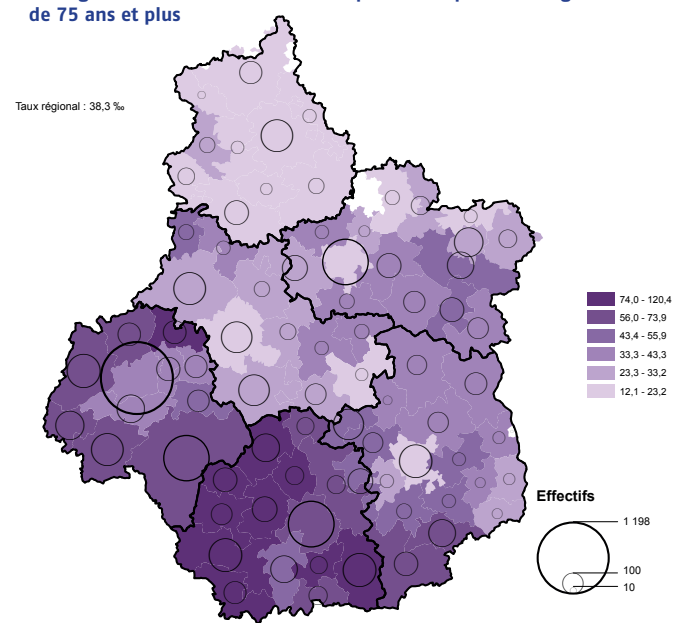 de 75 ans et plus
Taux régional : 38,3 ‰
74,0 - 120,4
56,0 - 73,9
43,4 - 55,9
33,3 - 43,3
23,3 - 33,2
12,1 - 23,2
Effectifs
1 198
100
10